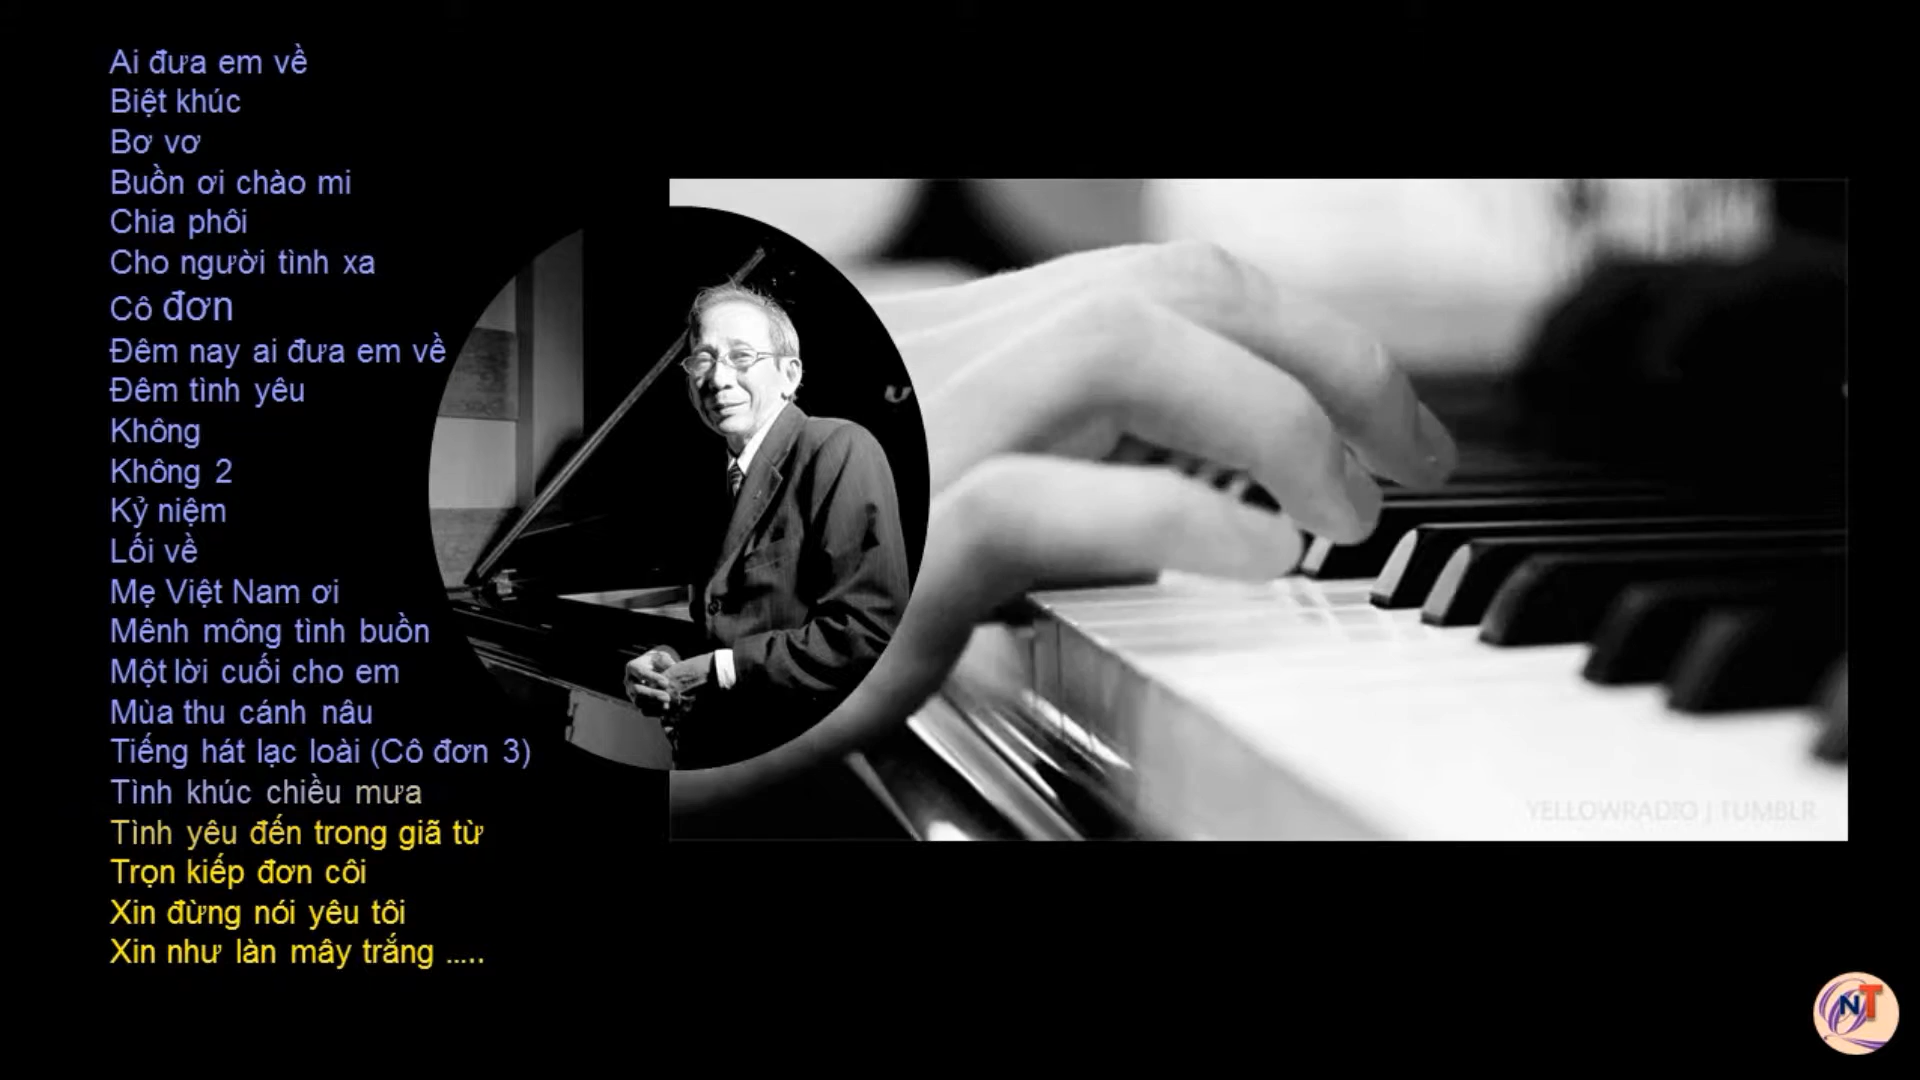 Ai đưa em về
Biệt khúc
Bơ vơ
Buồn ơi chào mi
Chia phôi
Cho người tình xa
Cô đơn
Đêm nay ai đưa em về
Đêm tình yêu
Không
Không 2
Kỷ niệm
Lối về
Mẹ Việt Nam ơi
Mênh mông tình buồn
Một lời cuối cho em
Mùa thu cánh nâu
Tiếng hát lạc loài (Cô đơn 3)
Tình khúc chiều mưa
Tình yêu đến trong giã từ
Trọn kiếp đơn côi
Xin đừng nói yêu tôi
Xin như làn mây trắng .....
YELLOWRADIO | TUMBLR
NT